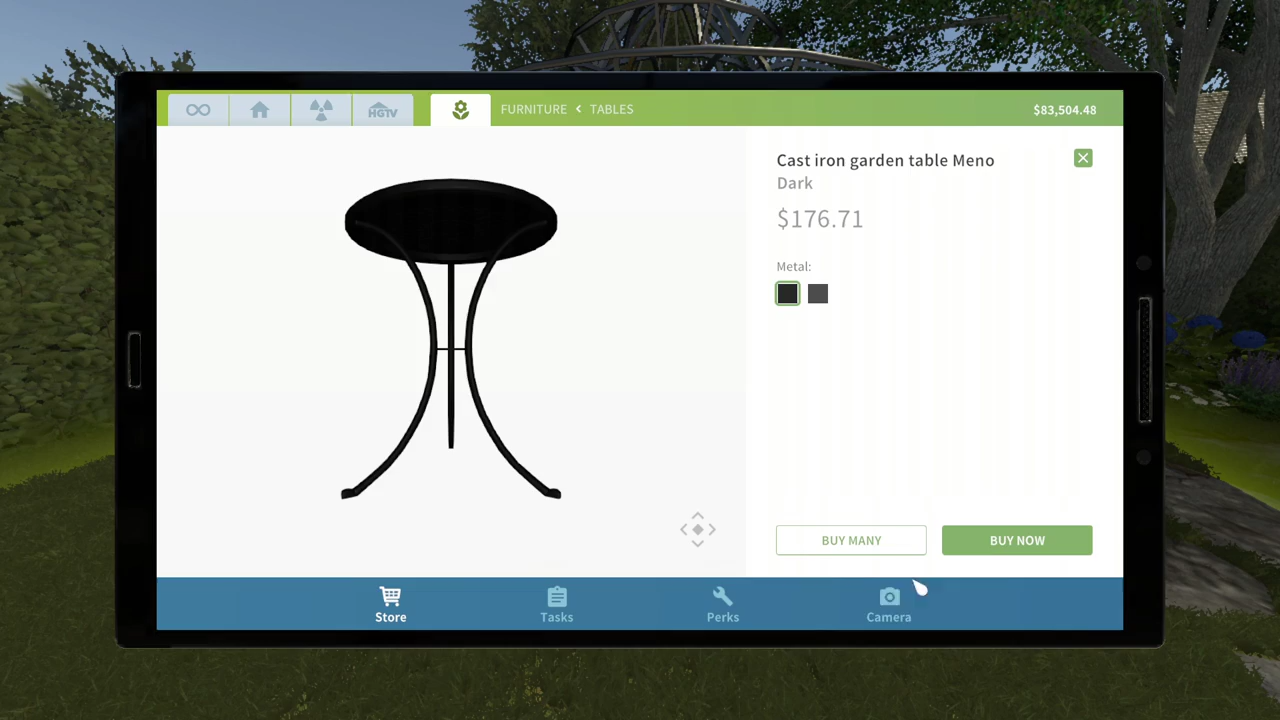 HGTV
FURNITURE < TABLES
$83,504.48
Cast iron garden table Meno
Dark
$176.71
Metal:
BUY MANY
BUY NOW
Store
Tasks
Perks
Camera